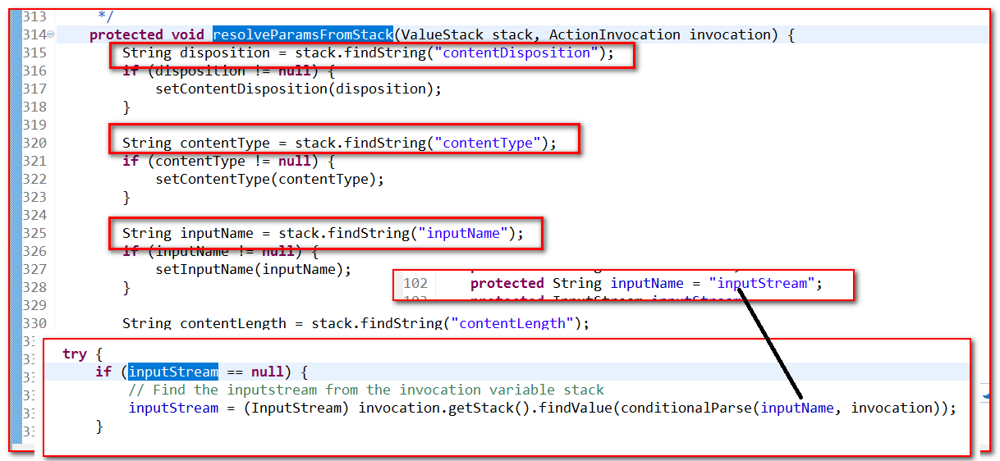 313 */
314 protected void resolveParamsFromStack(ValueStack stack, ActionInvocation invocation) {
315 String disposition = stack.findString("contentDisposition");
316 if (disposition != null) {
317 setContentDisposition(disposition);
318 }
319
320 String contentType = stack.findString("contentType");
321 if (contentType != null) {
322 setContentType(contentType);
323 }
324
325 String inputName = stack.findString("inputName");
326 if (inputName != null) {
327 setInputName(inputName);
328 }
329
102 protected String inputName = "inputStream";
330 String contentLength = stack.findString("contentLength");
try {
if (inputStream == null) {
// Find the inputstream from the invocation variable stack
inputStream = (InputStream) invocation.getStack().findValue(conditionalParse(inputName, invocation));
}